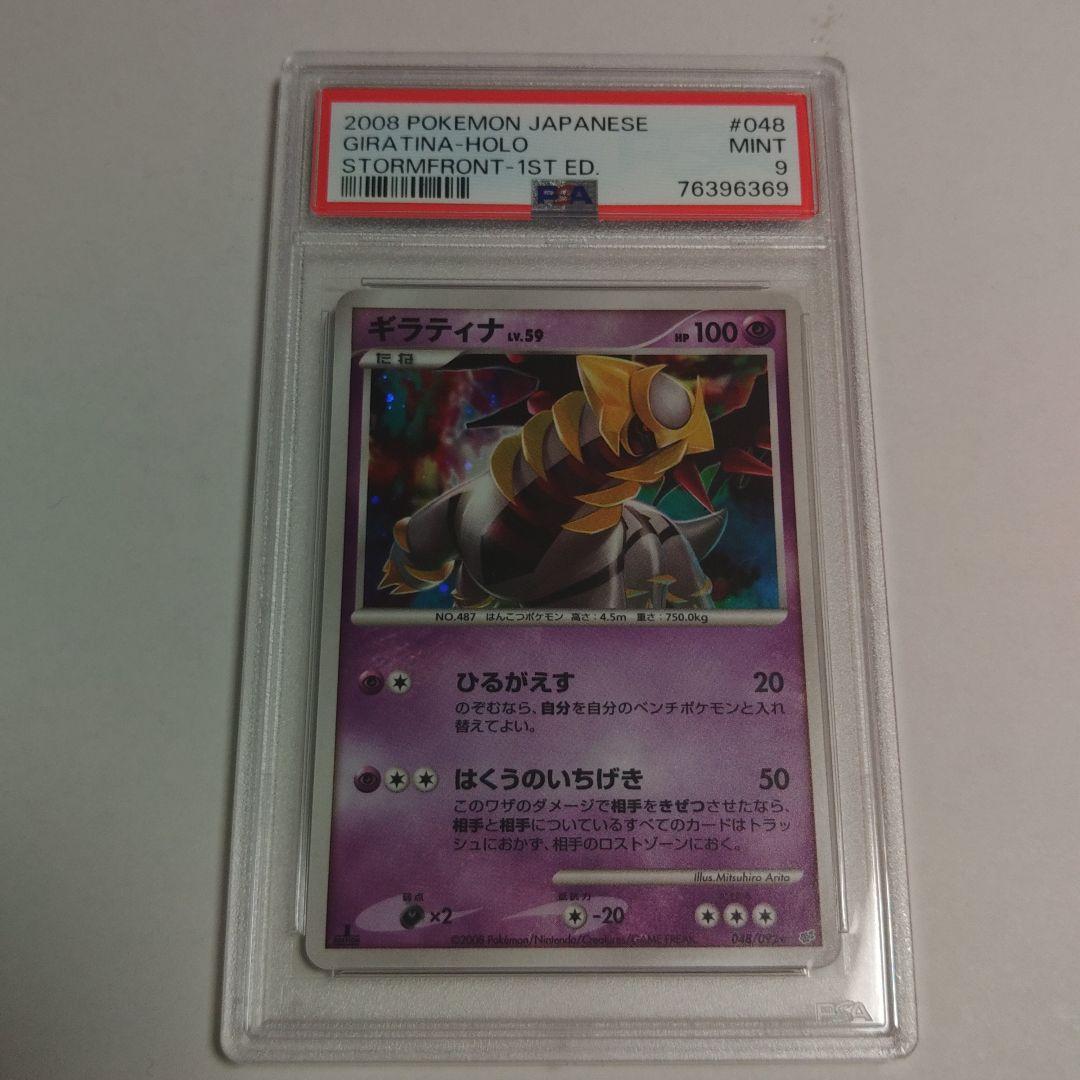 2008 POKEMON JAPANESE #048
GIRATINA-HOLO MINT
STORMFRONT-1ST ED. 9
PSA 76396369
ギラティナ LV.59 HP 100
たね
NO.487 はんこつポケモン 高さ:4.5m 重さ:750.0kg
ひるがえす 20
のぞむなら、自分を自分のベンチポケモンと入れ
替えてよい。
はくうのいちげき 50
このワザのダメージで相手をきぜつさせたなら、
相手と相手についているすべてのカードはトラッ
シュにおかず、相手のロストゾーンにおく。
Illus.Mitsuhiro Arita
弱点 抵抗力
×2 -20
1 EDITION
©2008 Pokémon/Nintendo/Creatures/GAME FREAK 048/092★
PSA